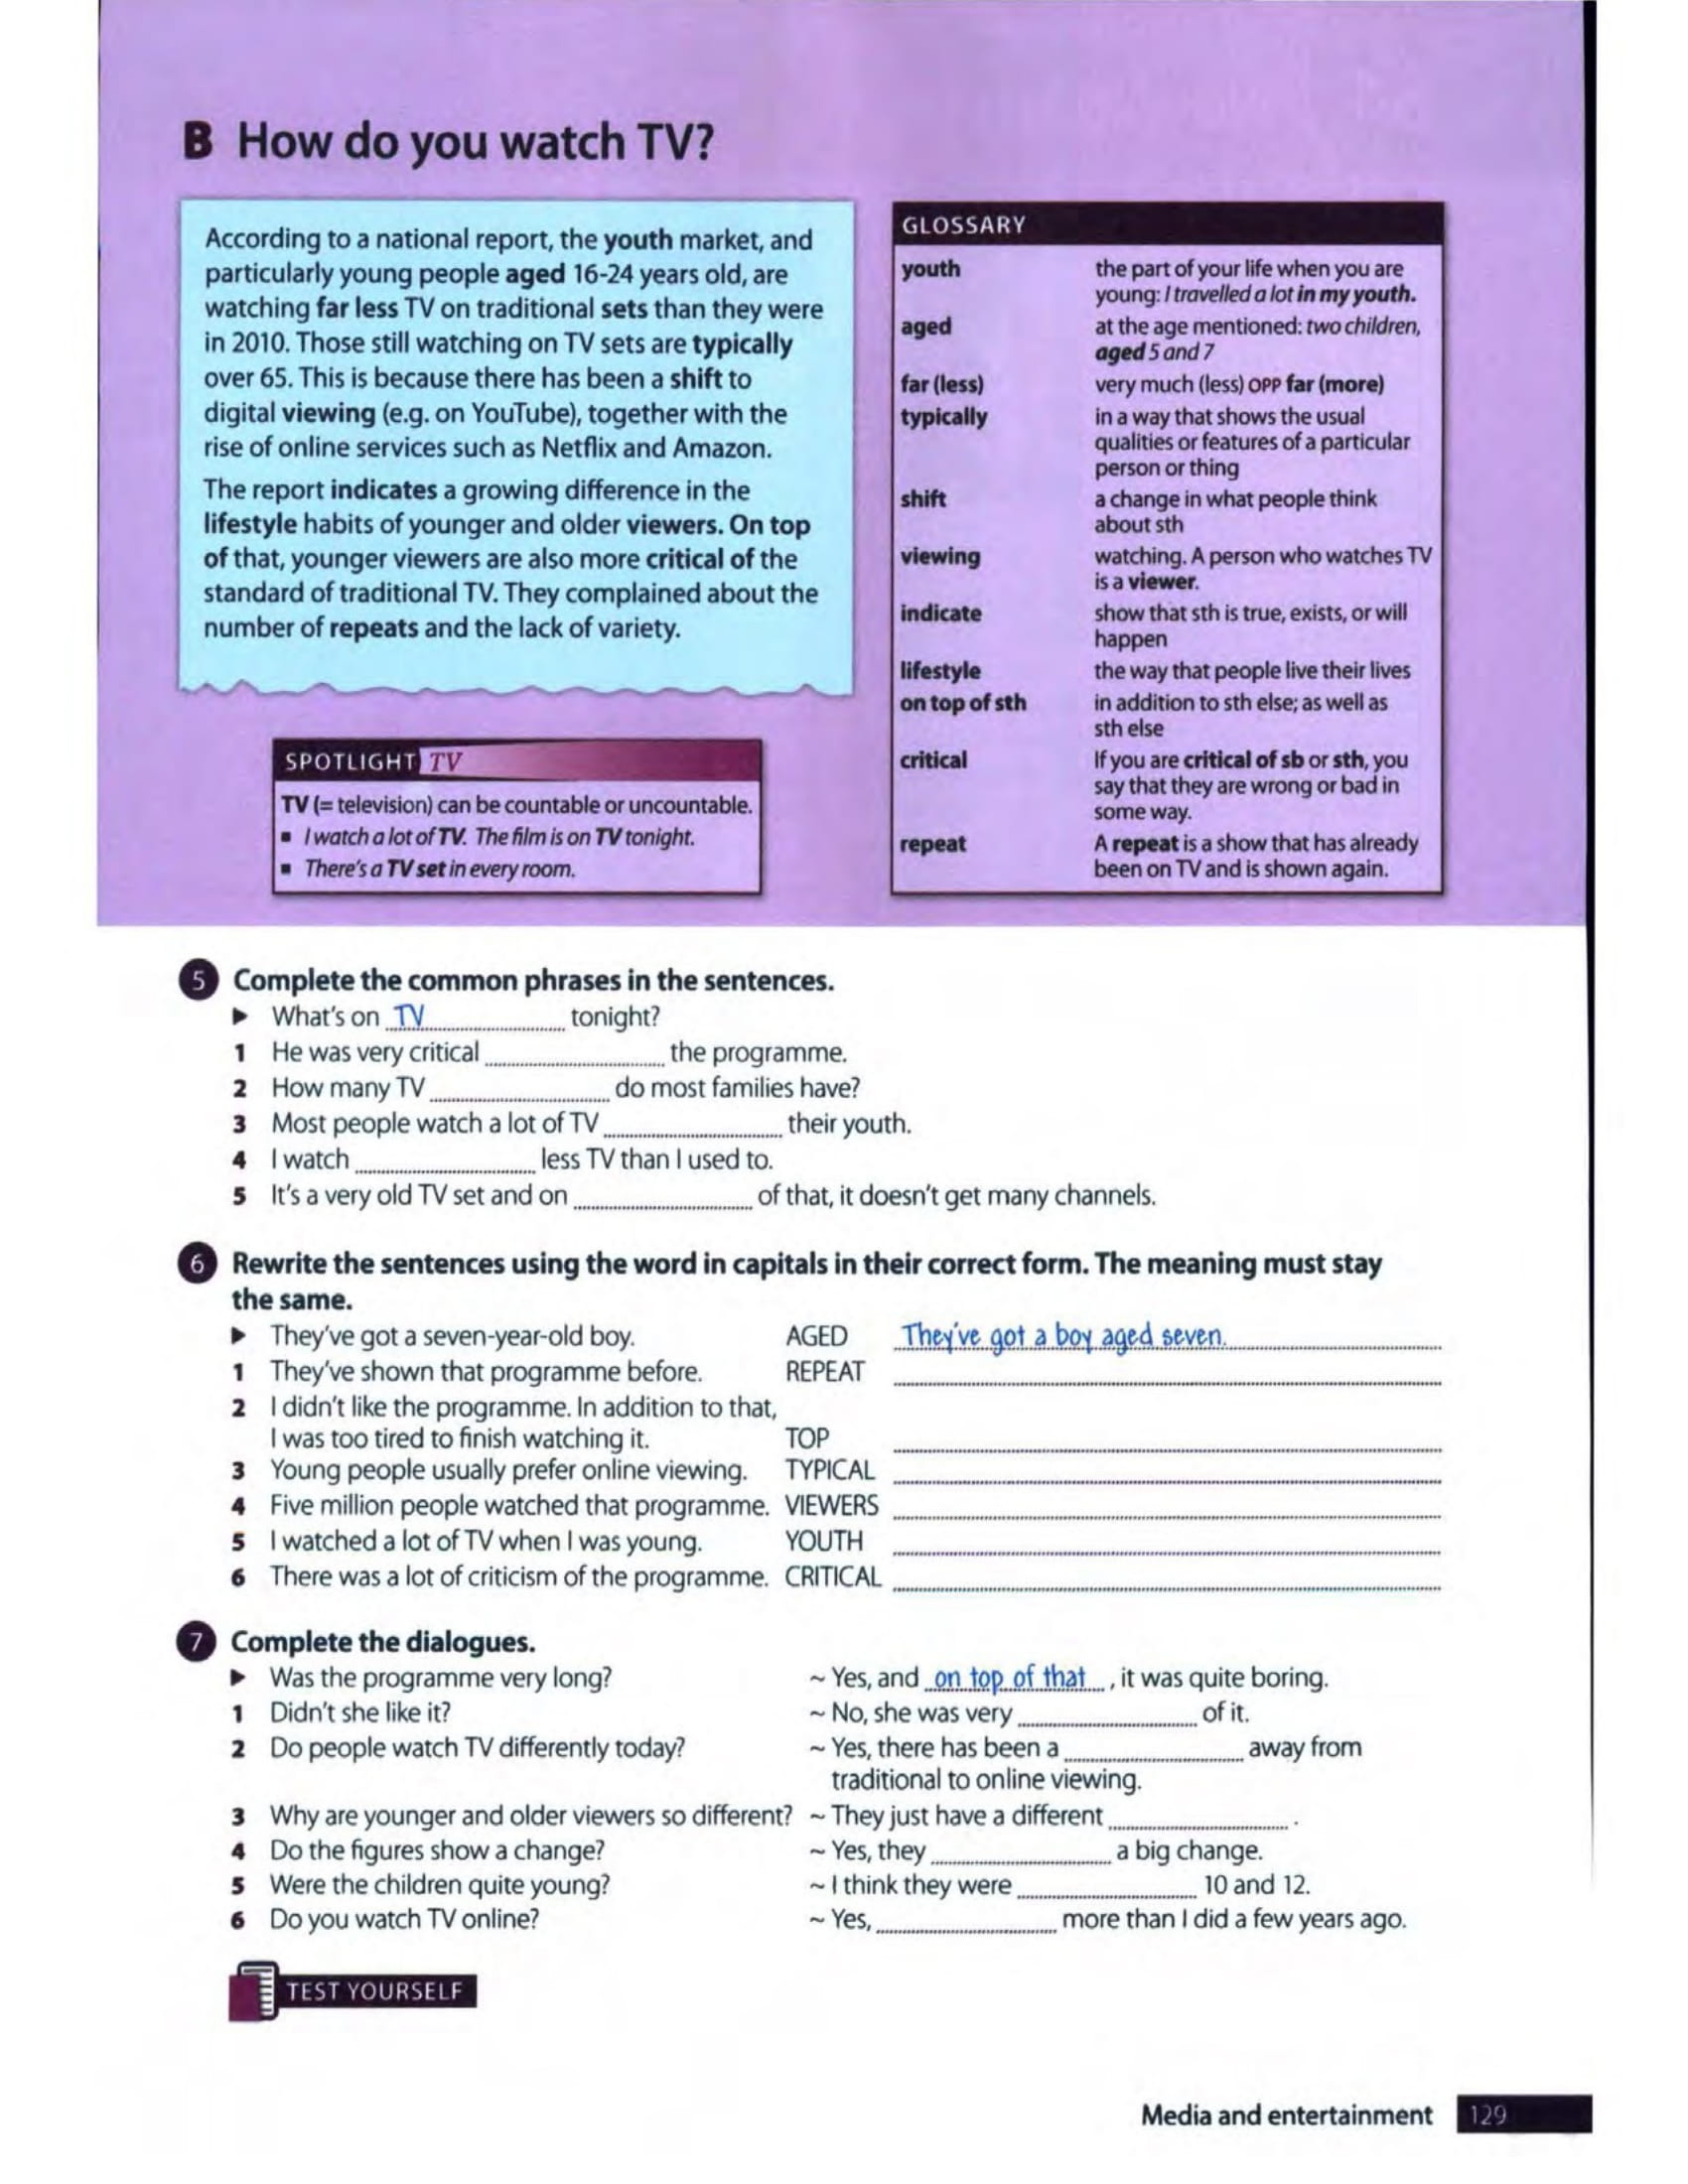 B How do you watch TV?
According to a national report, the youth market, and
particularly young people aged 16-24 years old, are
watching far less TV on traditional sets than they were
in 2010. Those still watching on TV sets are typically
over 65. This is because there has been a shift to
digital viewing (e.g. on YouTube), together with the
rise of online services such as Netflix and Amazon.
The report indicates a growing difference in the
lifestyle habits of younger and older viewers. On top
of that, younger viewers are also more critical of the
standard of traditional TV. They complained about the
number of repeats and the lack of variety.
SPOTLIGHT TV
TV (= television) can be countable or uncountable.
▪ I watch a lot of TV. The film is on TV tonight.
▪ There's a TV set in every room.
GLOSSARY
youth the part of your life when you are
young: I travelled a lot in my youth.
aged at the age mentioned: two children,
aged 5 and 7
far (less) very much (less) OPP far (more)
typically in a way that shows the usual
qualities or features of a particular
person or thing
shift a change in what people think
about sth
viewing watching. A person who watches TV
is a viewer.
indicate show that sth is true, exists, or will
happen
lifestyle the way that people live their lives
on top of sth in addition to sth else; as well as
sth else
critical If you are critical of sb or sth, you
say that they are wrong or bad in
some way.
repeat A repeat is a show that has already
been on TV and is shown again.
5 Complete the common phrases in the sentences.
▶ What's on TV tonight?
1 He was very critical ............ the programme.
2 How many TV ............ do most families have?
3 Most people watch a lot of TV ............ their youth.
4 I watch ............ less TV than I used to.
5 It's a very old TV set and on ............ of that, it doesn't get many channels.
6 Rewrite the sentences using the word in capitals in their correct form. The meaning must stay
the same.
▶ They've got a seven-year-old boy. AGED They've got a boy aged seven.
1 They've shown that programme before. REPEAT ............
2 I didn't like the programme. In addition to that,
I was too tired to finish watching it. TOP ............
3 Young people usually prefer online viewing. TYPICAL ............
4 Five million people watched that programme. VIEWERS ............
5 I watched a lot of TV when I was young. YOUTH ............
6 There was a lot of criticism of the programme. CRITICAL ............
7 Complete the dialogues.
▶ Was the programme very long? ~ Yes, and on top of that, it was quite boring.
1 Didn't she like it? ~ No, she was very ............ of it.
2 Do people watch TV differently today? ~ Yes, there has been a ............ away from
traditional to online viewing.
3 Why are younger and older viewers so different? ~ They just have a different ............ .
4 Do the figures show a change? ~ Yes, they ............ a big change.
5 Were the children quite young? ~ I think they were ............ 10 and 12.
6 Do you watch TV online? ~ Yes, ............ more than I did a few years ago.
TEST YOURSELF
Media and entertainment 129